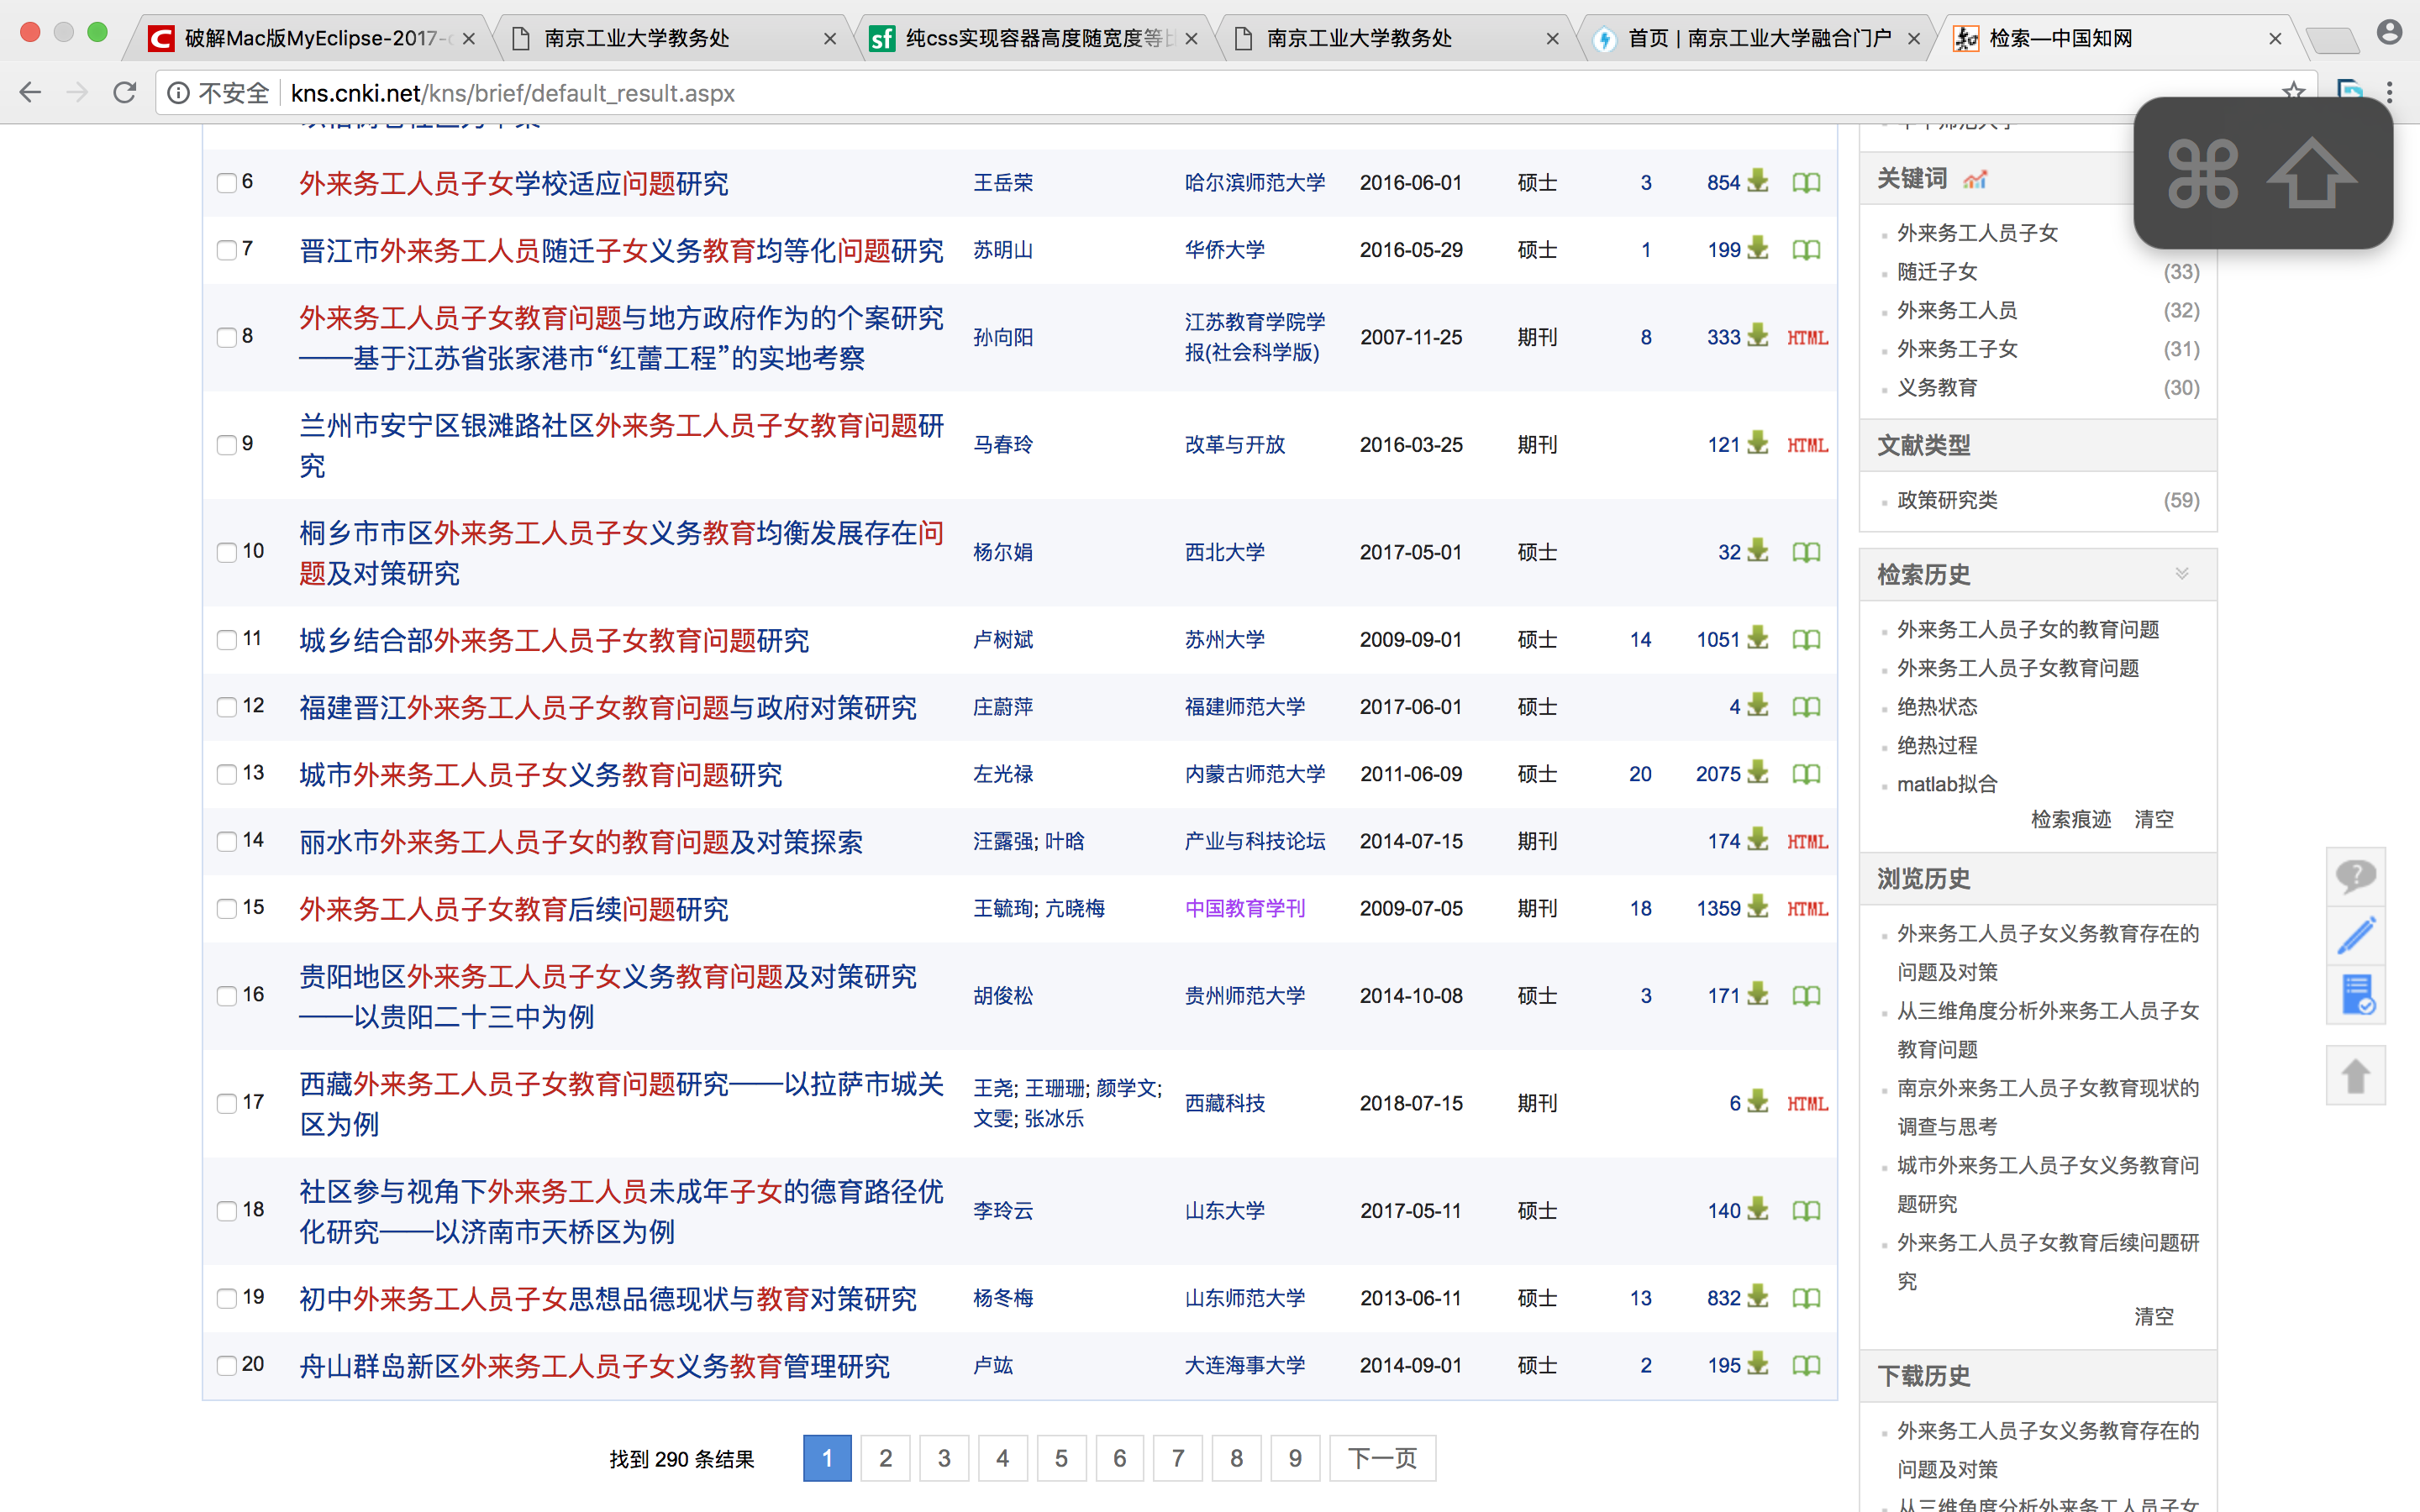 破解Mac版MyEclipse-2017-
南京工业大学教务处
纯css实现容器高度随宽度等比
南京工业大学教务处
首页 | 南京工业大学融合门户
检索—中国知网
不安全 kns.cnki.net/kns/brief/default_result.aspx
6 外来务工人员子女学校适应问题研究 王岳荣 哈尔滨师范大学 2016-06-01 硕士 3 854
7 晋江市外来务工人员随迁子女义务教育均等化问题研究 苏明山 华侨大学 2016-05-29 硕士 1 199
8 外来务工人员子女教育问题与地方政府作为的个案研究
——基于江苏省张家港市“红蕾工程”的实地考察 孙向阳 江苏教育学院学
报(社会科学版) 2007-11-25 期刊 8 333 HTML
9 兰州市安宁区银滩路社区外来务工人员子女教育问题研
究 马春玲 改革与开放 2016-03-25 期刊 121 HTML
10 桐乡市市区外来务工人员子女义务教育均衡发展存在问
题及对策研究 杨尔娟 西北大学 2017-05-01 硕士 32
11 城乡结合部外来务工人员子女教育问题研究 卢树斌 苏州大学 2009-09-01 硕士 14 1051
12 福建晋江外来务工人员子女教育问题与政府对策研究 庄蔚萍 福建师范大学 2017-06-01 硕士 4
13 城市外来务工人员子女义务教育问题研究 左光禄 内蒙古师范大学 2011-06-09 硕士 20 2075
14 丽水市外来务工人员子女的教育问题及对策探索 汪露强; 叶晗 产业与科技论坛 2014-07-15 期刊 174 HTML
15 外来务工人员子女教育后续问题研究 王毓珣; 亢晓梅 中国教育学刊 2009-07-05 期刊 18 1359 HTML
16 贵阳地区外来务工人员子女义务教育问题及对策研究
——以贵阳二十三中为例 胡俊松 贵州师范大学 2014-10-08 硕士 3 171
17 西藏外来务工人员子女教育问题研究——以拉萨市城关
区为例 王尧; 王珊珊; 颜学文;
文雯; 张冰乐 西藏科技 2018-07-15 期刊 6 HTML
18 社区参与视角下外来务工人员未成年子女的德育路径优
化研究——以济南市天桥区为例 李玲云 山东大学 2017-05-11 硕士 140
19 初中外来务工人员子女思想品德现状与教育对策研究 杨冬梅 山东师范大学 2013-06-11 硕士 13 832
20 舟山群岛新区外来务工人员子女义务教育管理研究 卢竑 大连海事大学 2014-09-01 硕士 2 195
找到 290 条结果 1 2 3 4 5 6 7 8 9 下一页
关键词
外来务工人员子女
随迁子女 (33)
外来务工人员 (32)
外来务工子女 (31)
义务教育 (30)
文献类型
政策研究类 (59)
检索历史
外来务工人员子女的教育问题
外来务工人员子女教育问题
绝热状态
绝热过程
matlab拟合
检索痕迹 清空
浏览历史
外来务工人员子女义务教育存在的
问题及对策
从三维角度分析外来务工人员子女
教育问题
南京外来务工人员子女教育现状的
调查与思考
城市外来务工人员子女义务教育问
题研究
外来务工人员子女教育后续问题研
究
清空
下载历史
外来务工人员子女义务教育存在的
问题及对策
从三维角度分析外来务工人员子女